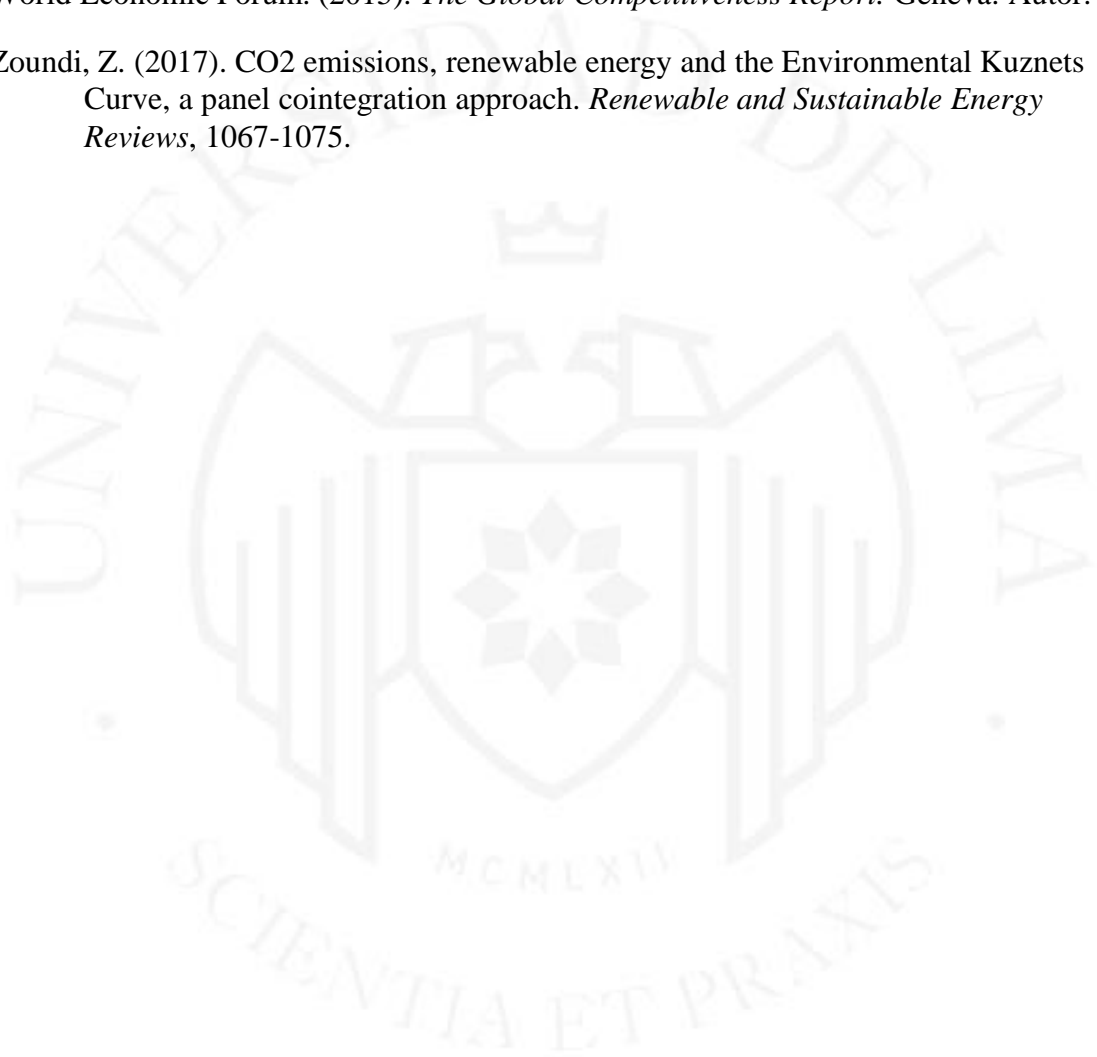 World Economic Forum. (2015). The Global Competitiveness Report. Geneva: Autor.
Zoundi, Z. (2017). CO2 emissions, renewable energy and the Environmental Kuznets
Curve, a panel cointegration approach. Renewable and Sustainable Energy
Reviews, 1067-1075.
UNIVERSIDAD DE LIMA
MCMLXII
SCIENTIA ET PRAXIS